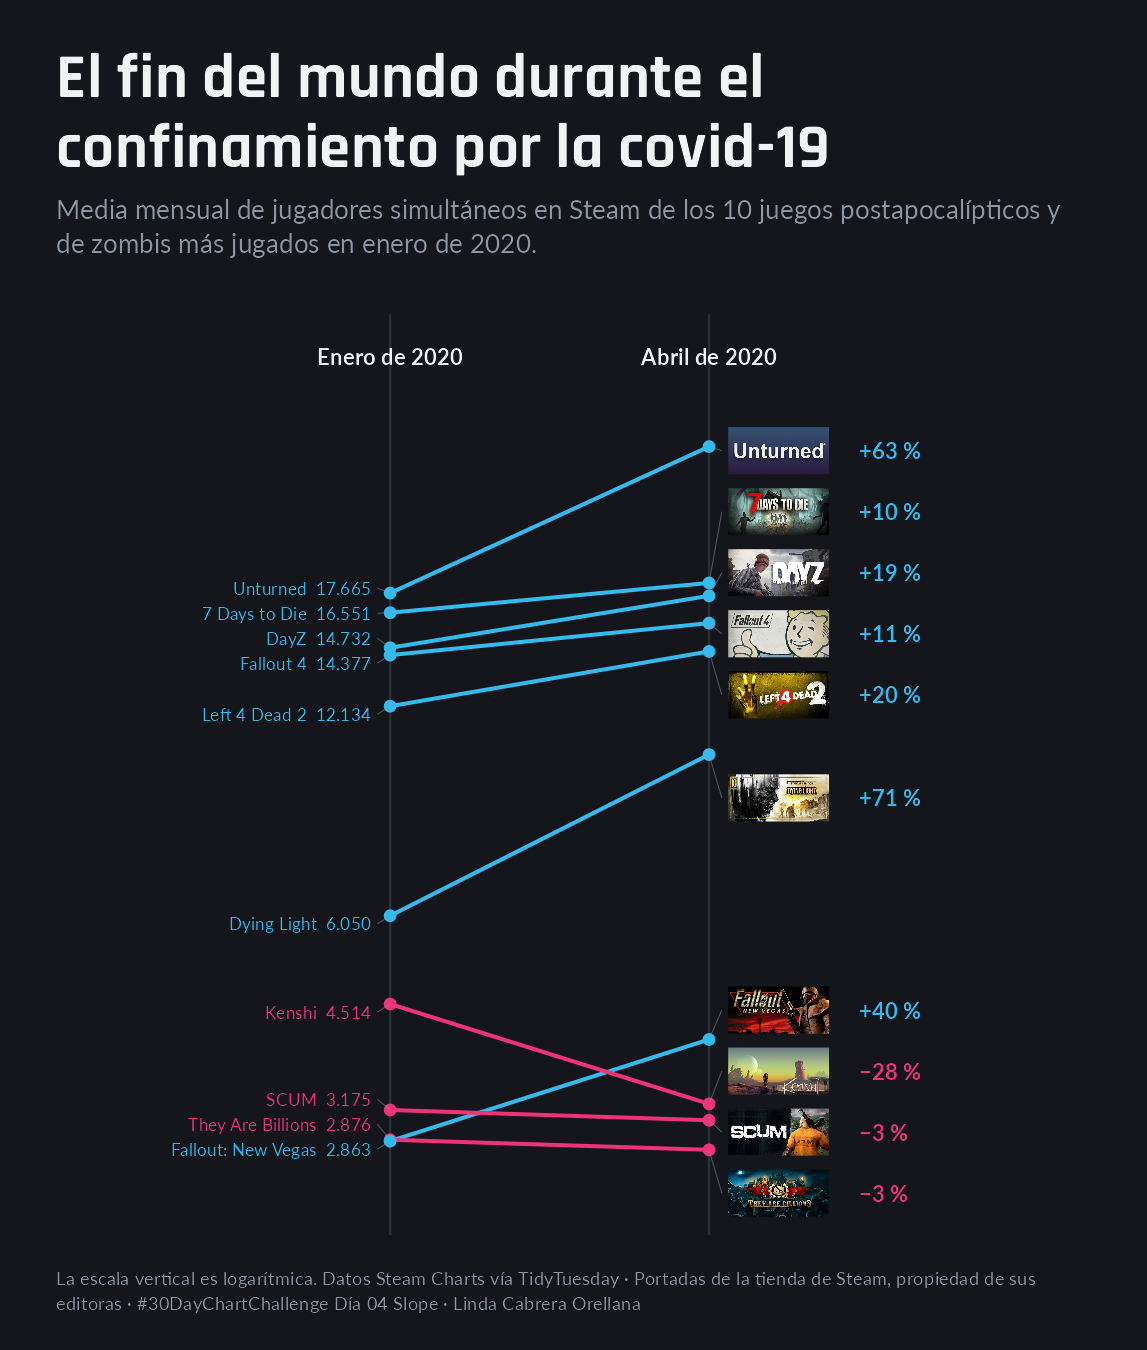 El fin del mundo durante el
confinamiento por la covid-19
Media mensual de jugadores simultáneos en Steam de los 10 juegos postapocalípticos y
de zombis más jugados en enero de 2020.
Enero de 2020
Abril de 2020
Unturned
+63 %
7 DAYS TO DIE
+10 %
DAYZ
+19 %
Unturned 17.665
7 Days to Die 16.551
DayZ 14.732
Fallout 4 14.377
Fallout 4
+11 %
LEFT 4 DEAD 2
+20 %
Left 4 Dead 2 12.134
DYING LIGHT
+71 %
Dying Light 6.050
Fallout
NEW VEGAS
+40 %
Kenshi 4.514
Kenshi
−28 %
SCUM 3.175
They Are Billions 2.876
Fallout: New Vegas 2.863
SCUM
−3 %
THEY ARE BILLIONS
−3 %
La escala vertical es logarítmica. Datos Steam Charts vía TidyTuesday · Portadas de la tienda de Steam, propiedad de sus
editoras · #30DayChartChallenge Día 04 Slope · Linda Cabrera Orellana